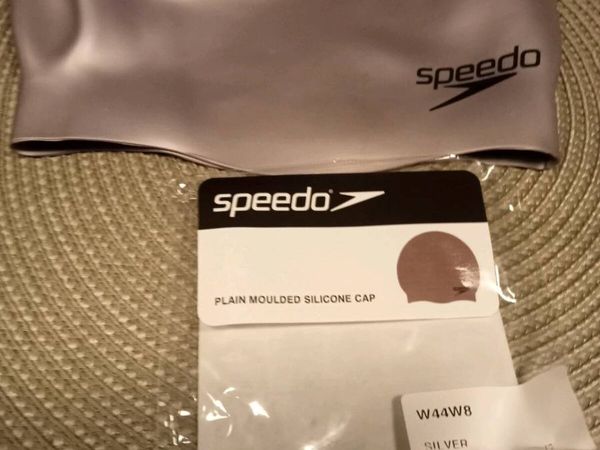 speedo
speedo
PLAIN MOULDED SILICONE CAP
W44W8
SILVER